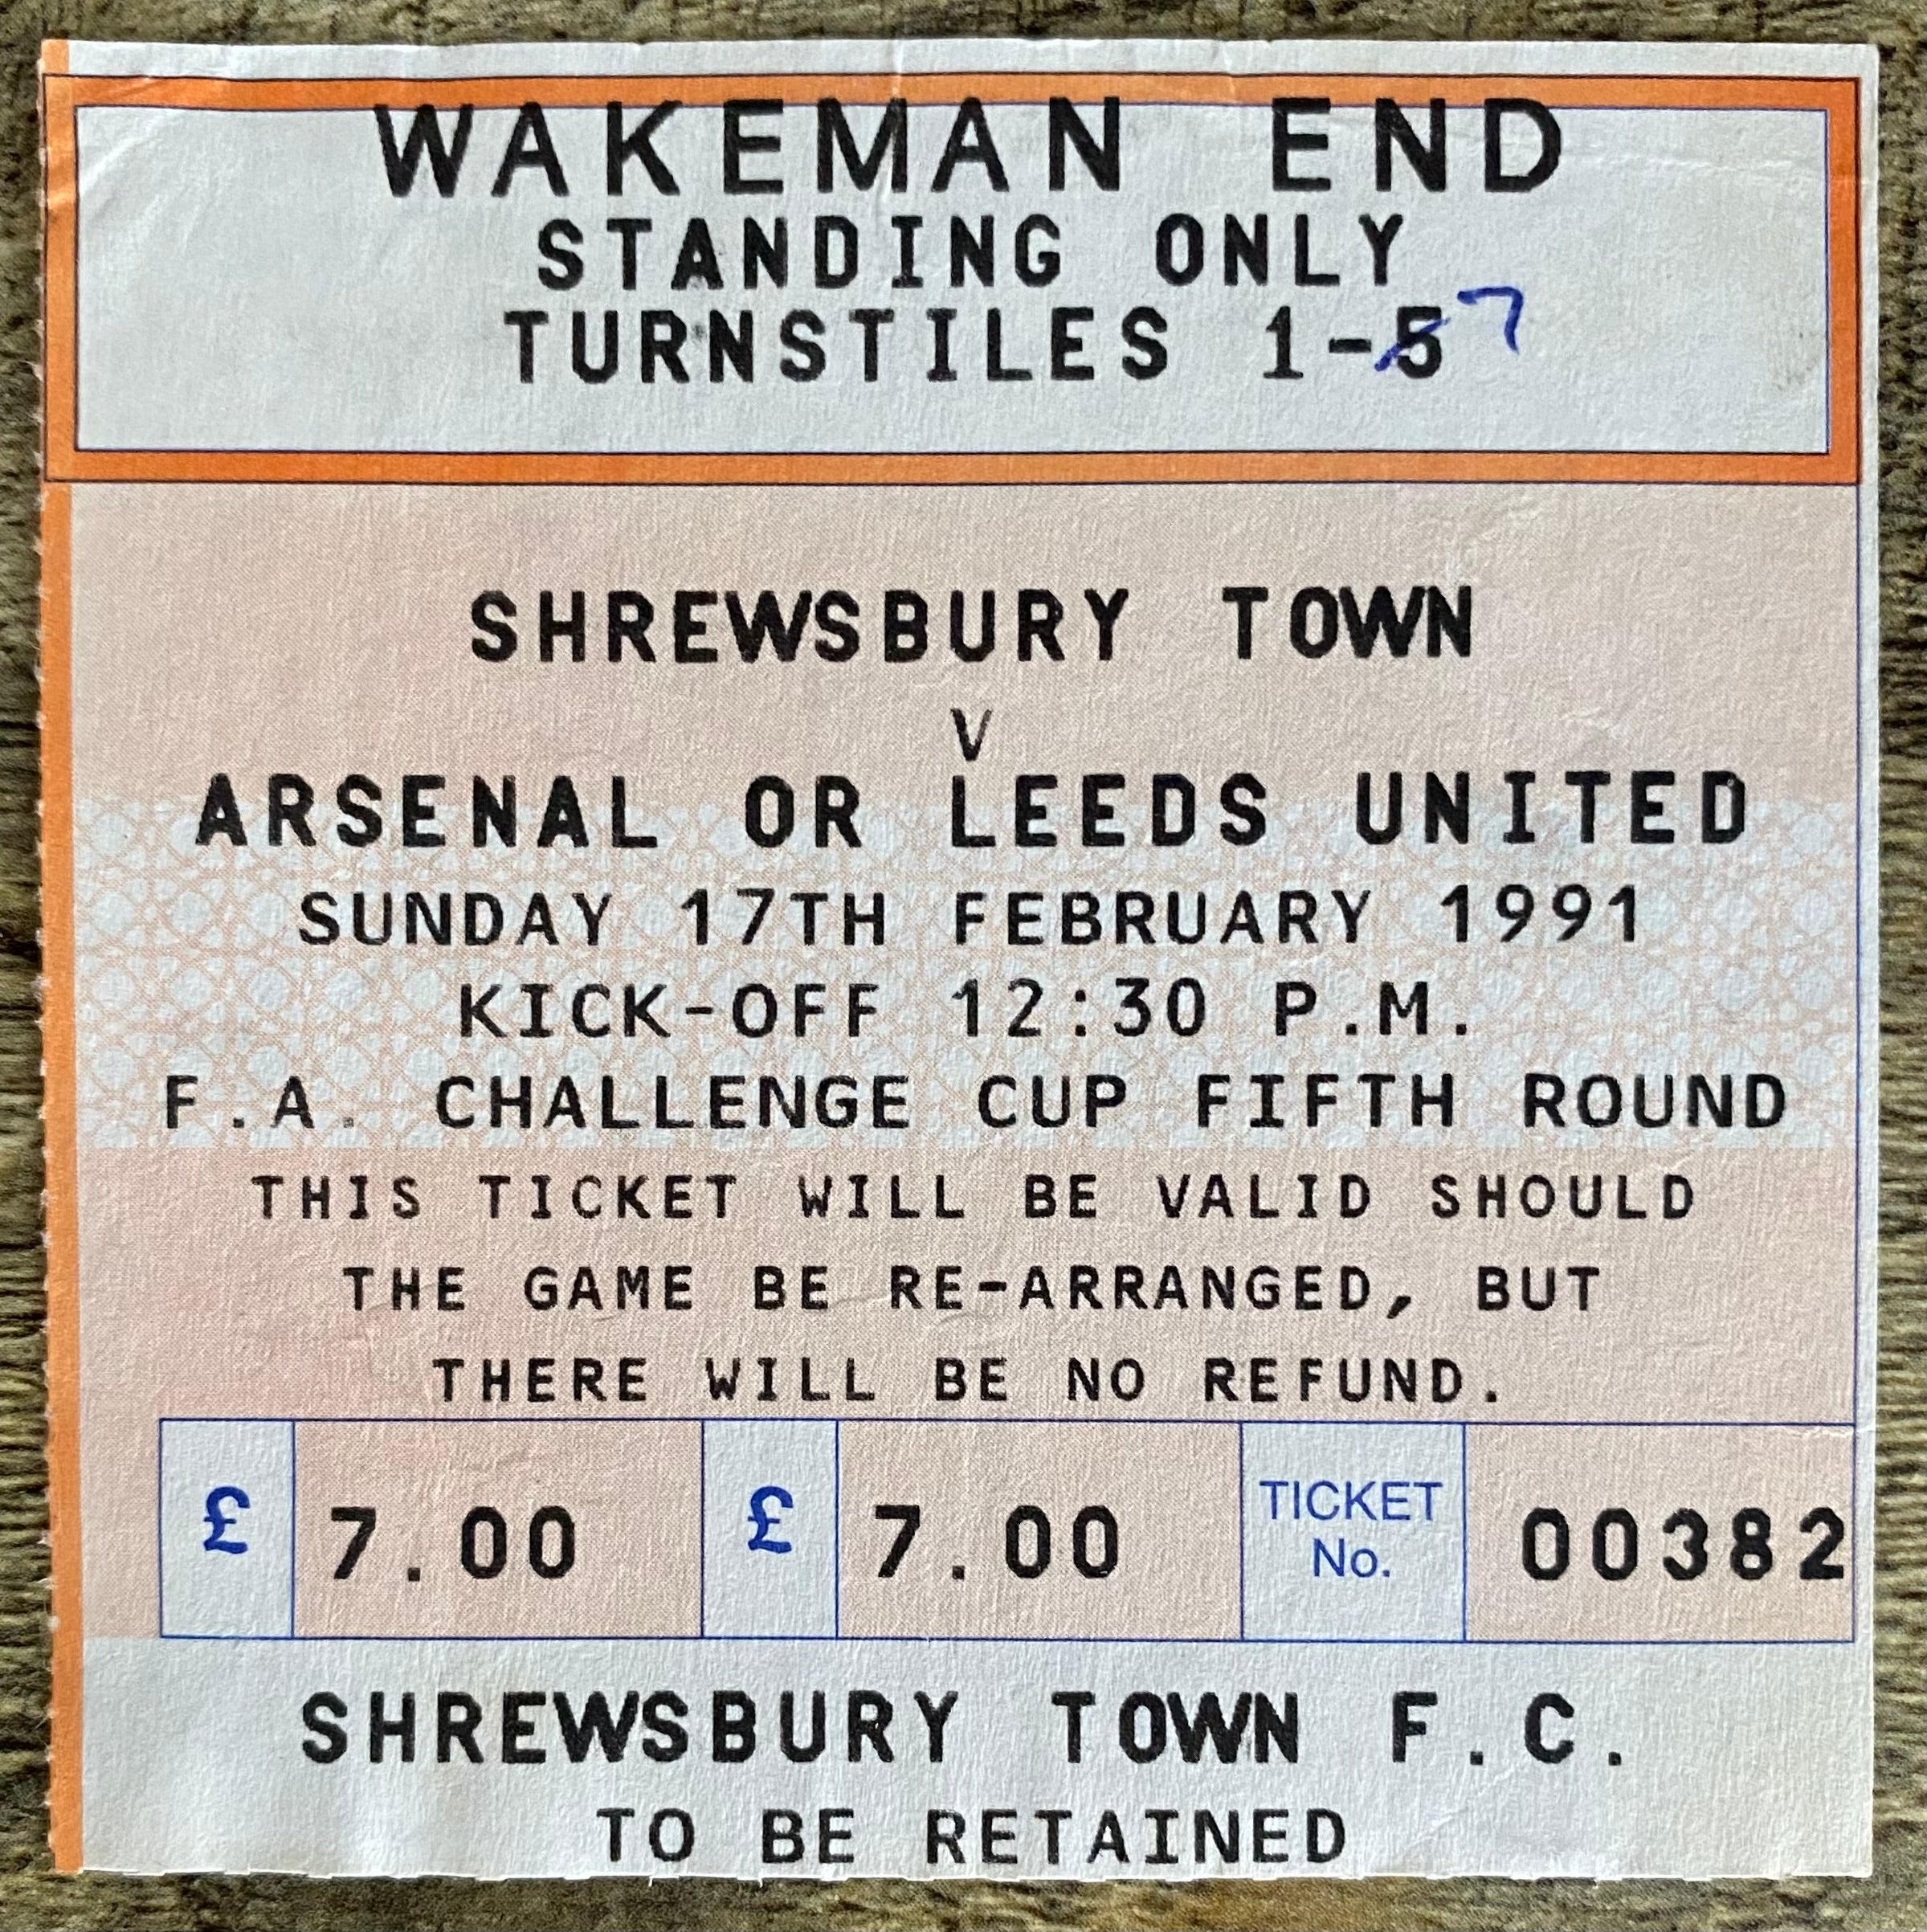 WAKEMAN END
STANDING ONLY
TURNSTILES 1-5 7
SHREWSBURY TOWN
V
ARSENAL OR LEEDS UNITED
SUNDAY 17TH FEBRUARY 1991
KICK-OFF 12:30 P.M.
F.A. CHALLENGE CUP FIFTH ROUND
THIS TICKET WILL BE VALID SHOULD
THE GAME BE RE-ARRANGED, BUT
THERE WILL BE NO REFUND.
£ 7.00 £ 7.00 TICKET No. 00382
SHREWSBURY TOWN F.C.
TO BE RETAINED